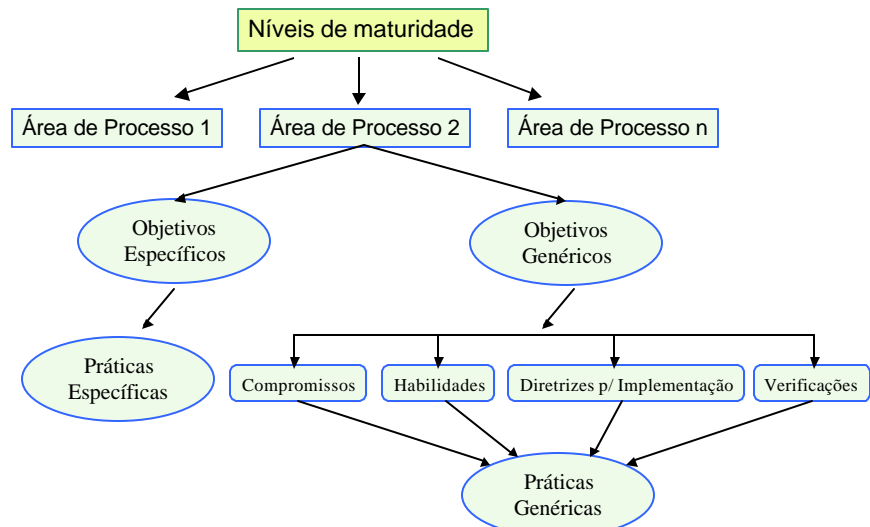 Níveis de maturidade
Área de Processo 1
Área de Processo 2
Área de Processo n
Objetivos
Específicos
Objetivos
Genéricos
Práticas
Específicas
Compromissos
Habilidades
Diretrizes p/ Implementação
Verificações
Práticas
Genéricas